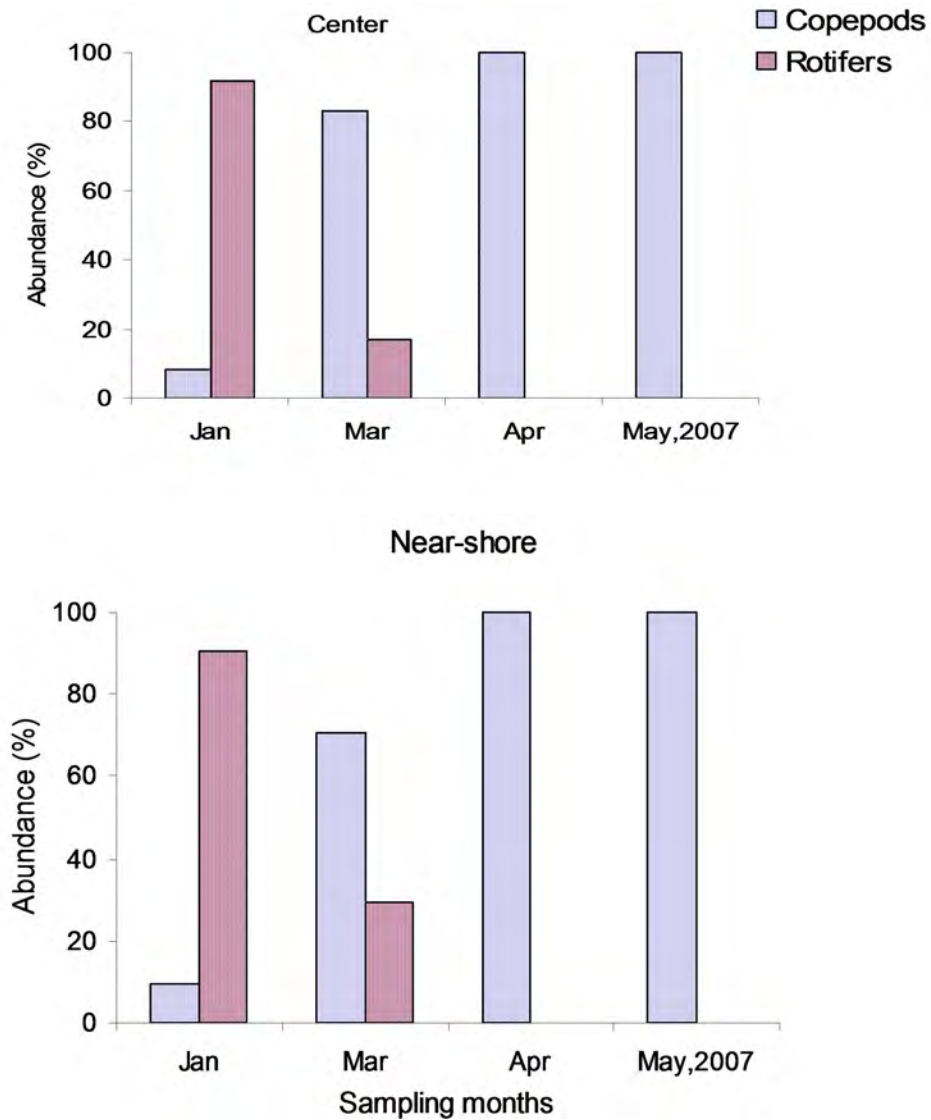 Center
Copepods
Rotifers
Abundance (%)
100
80
60
40
20
0
Jan Mar Apr May,2007
Near-shore
Abundance (%)
100
80
60
40
20
0
Jan Mar Apr May,2007
Sampling months